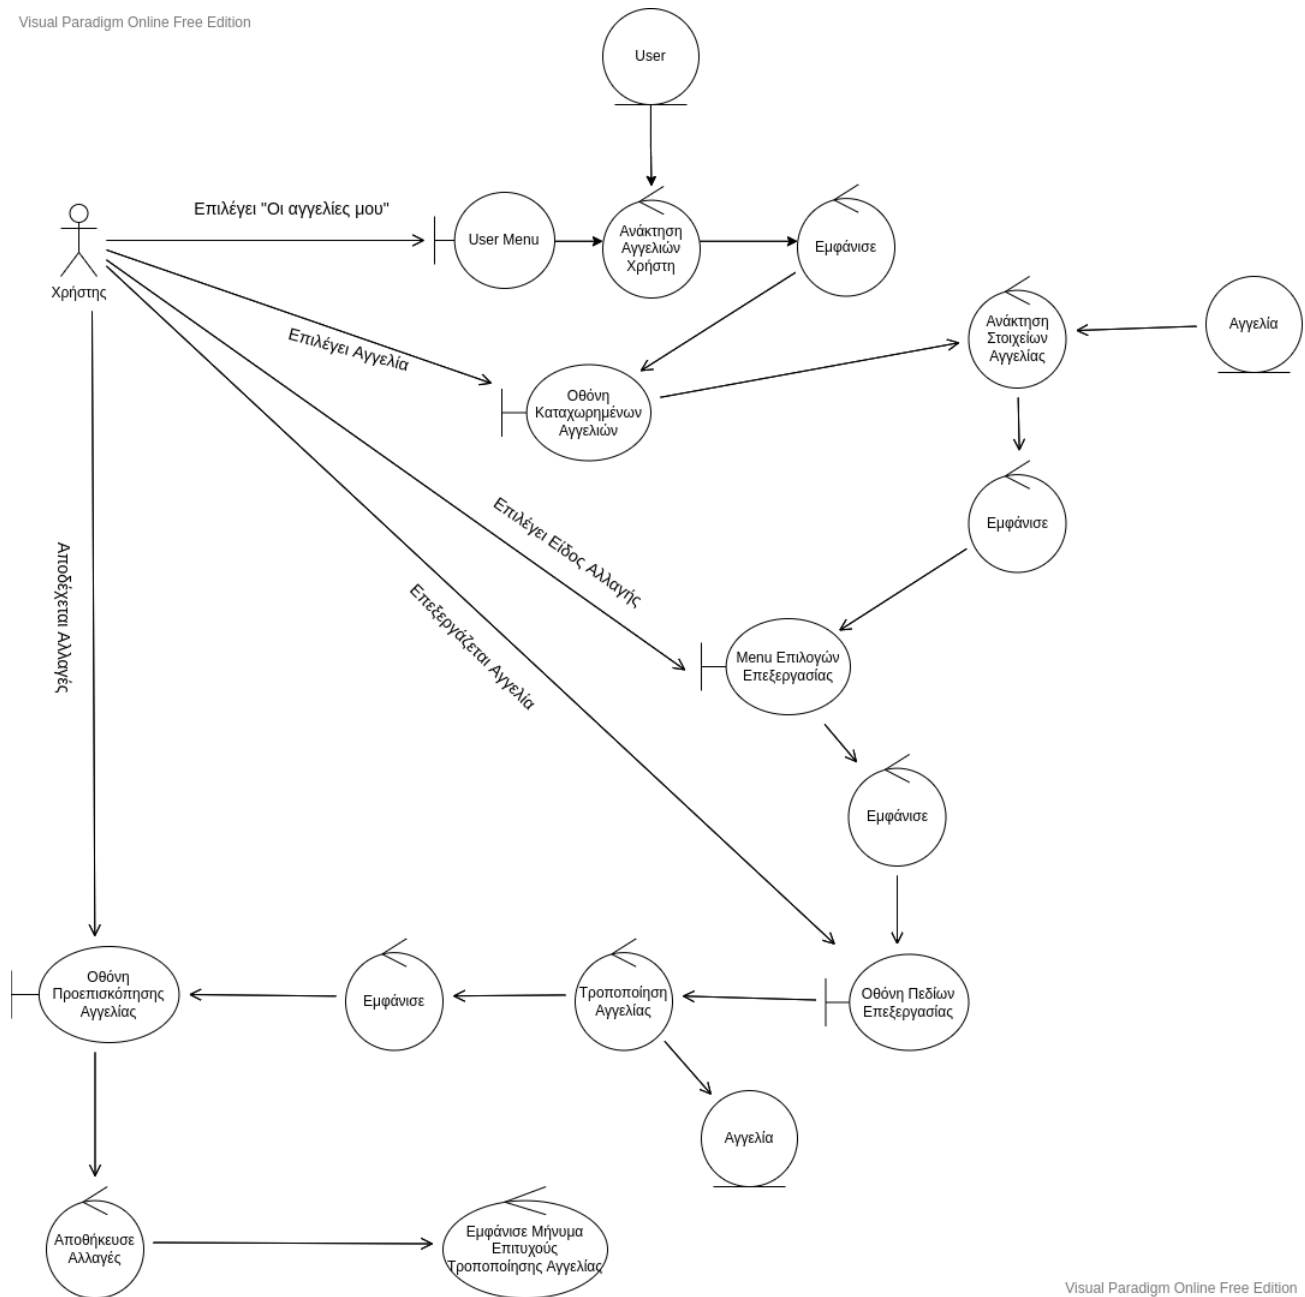 Visual Paradigm Online Free Edition
User
Επιλέγει "Οι αγγελίες μου"
User Menu
Ανάκτηση
Αγγελιών
Χρήστη
Εμφάνισε
Χρήστης
Ανάκτηση
Στοιχείων
Αγγελίας
Αγγελία
Επιλέγει Αγγελία
Οθόνη
Καταχωρημένων
Αγγελιών
Εμφάνισε
Επιλέγει Είδος Αλλαγής
Επεξεργάζεται Αγγελία
Αποδέχεται Αλλαγές
Menu Επιλογών
Επεξεργασίας
Εμφάνισε
Οθόνη
Προεπισκόπησης
Αγγελίας
Εμφάνισε
Τροποποίηση
Αγγελίας
Οθόνη Πεδίων
Επεξεργασίας
Αγγελία
Αποθήκευσε
Αλλαγές
Εμφάνισε Μήνυμα
Επιτυχούς
Τροποποίησης Αγγελίας
Visual Paradigm Online Free Edition